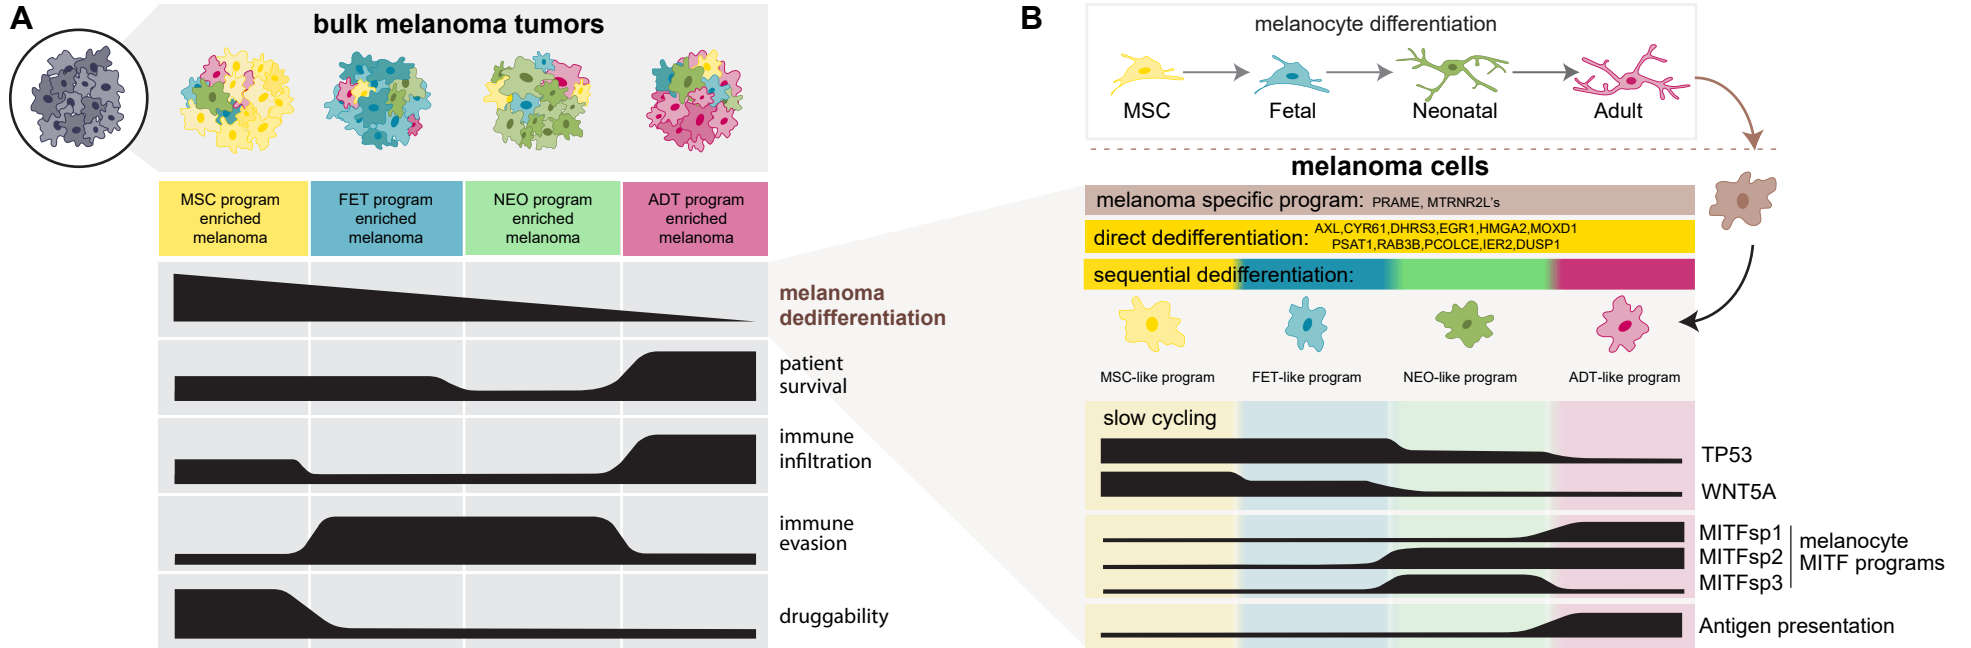 A
bulk melanoma tumors
MSC program
enriched
melanoma
FET program
enriched
melanoma
NEO program
enriched
melanoma
ADT program
enriched
melanoma
melanoma
dedifferentiation
patient
survival
immune
infiltration
immune
evasion
druggability
B
melanocyte differentiation
MSC
Fetal
Neonatal
Adult
melanoma cells
melanoma specific program: PRAME, MTRNR2L's
direct dedifferentiation: AXL,CYR61,DHRS3,EGR1,HMGA2,MOXD1
PSAT1,RAB3B,PCOLCE,IER2,DUSP1
sequential dedifferentiation:
MSC-like program
FET-like program
NEO-like program
ADT-like program
slow cycling
TP53
WNT5A
MITFsp1
MITFsp2
MITFsp3
melanocyte
MITF programs
Antigen presentation